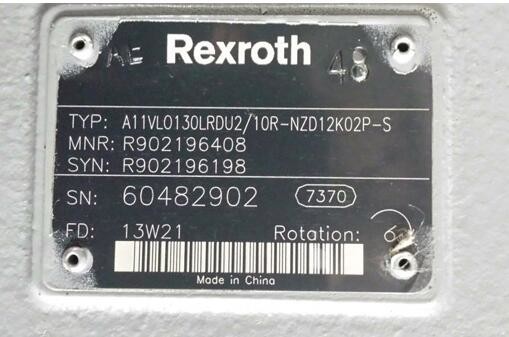 AE Rexroth 48
TYP: A11VLO130LRDU2/10R-NZD12K02P-S
MNR: R902196408
SYN: R902196198
SN: 60482902 7370
FD: 13W21 Rotation:
Made in China